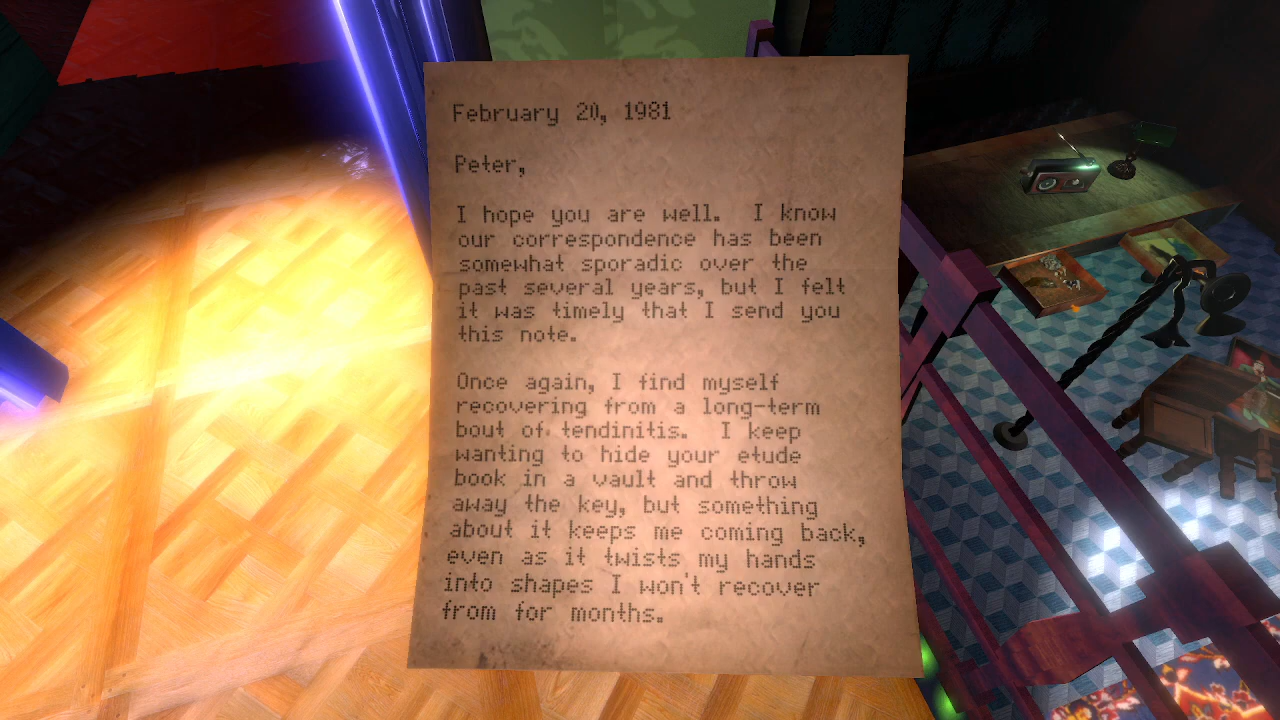 February 20, 1981
Peter,
I hope you are well.  I know
our correspondence has been
somewhat sporadic over the
past several years, but I felt
it was timely that I send you
this note.
Once again, I find myself
recovering from a long-term
bout of tendinitis.  I keep
wanting to hide your etude
book in a vault and throw
away the key, but something
about it keeps me coming back,
even as it twists my hands
into shapes I won't recover
from for months.